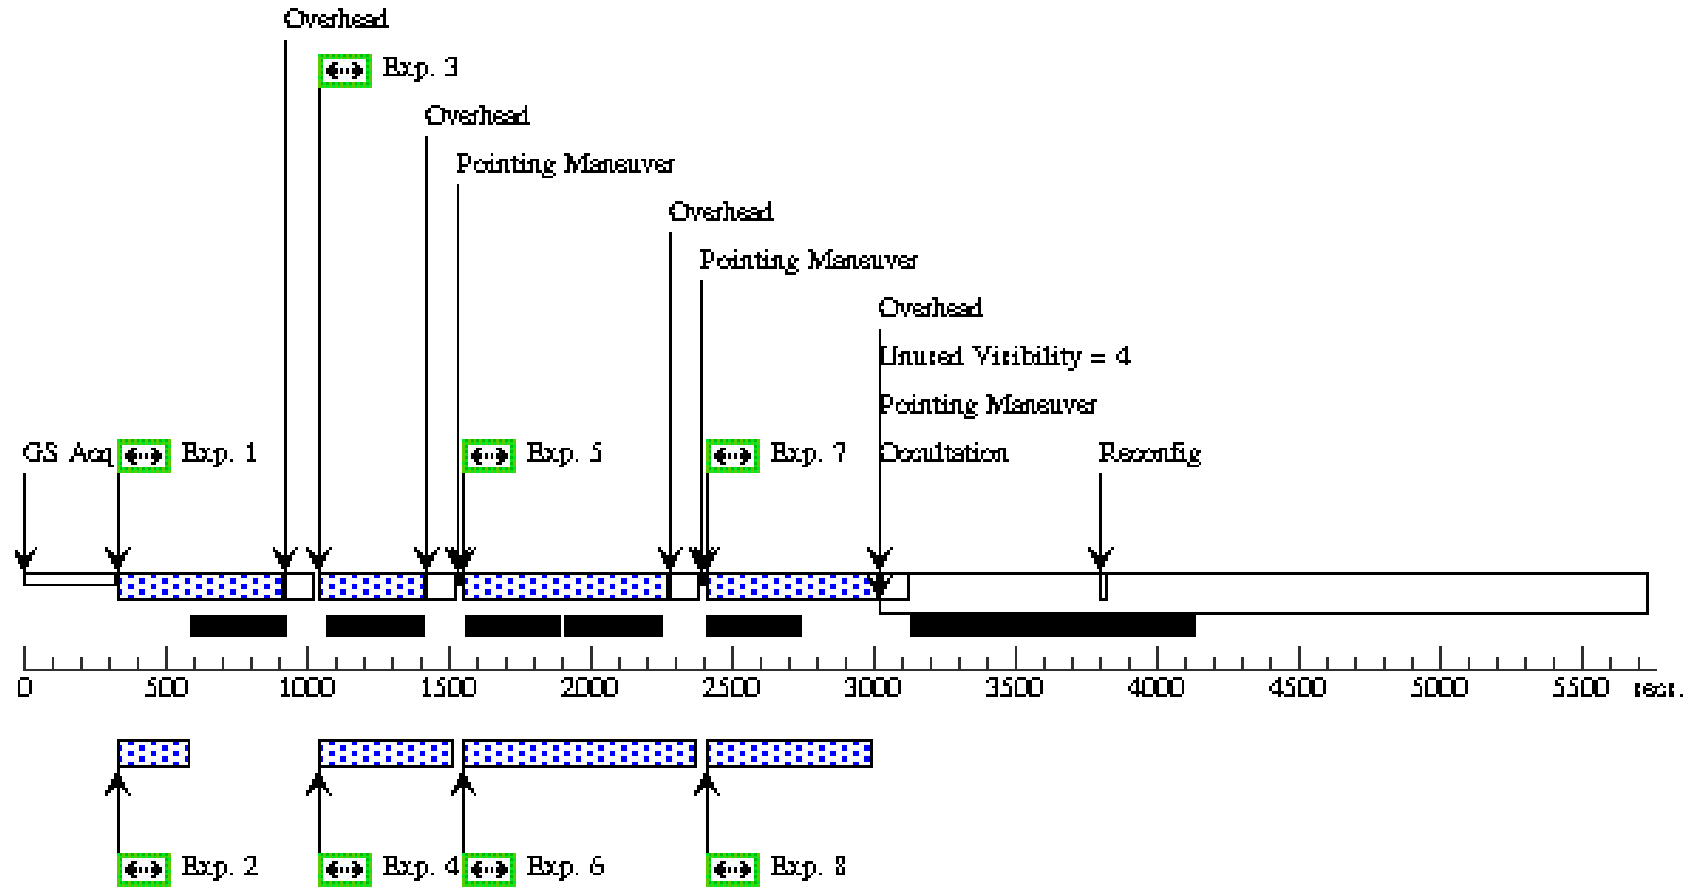 Overhead
Exp. 3
Overhead
Pointing Maneuver
Overhead
Pointing Maneuver
Overhead
Unused Visibility = 4
Pointing Maneuver
GS Acq Exp. 1 Exp. 5 Exp. 7 Occultation Reconfig
0 500 1000 1500 2000 2500 3000 3500 4000 4500 5000 5500 secs.
Exp. 2 Exp. 4 Exp. 6 Exp. 8